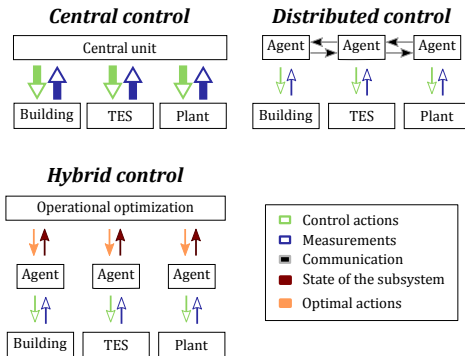 Central control
Central unit
Building TES Plant
Distributed control
Agent Agent Agent
Building TES Plant
Hybrid control
Operational optimization
Agent Agent Agent
Building TES Plant
Control actions
Measurements
Communication
State of the subsystem
Optimal actions